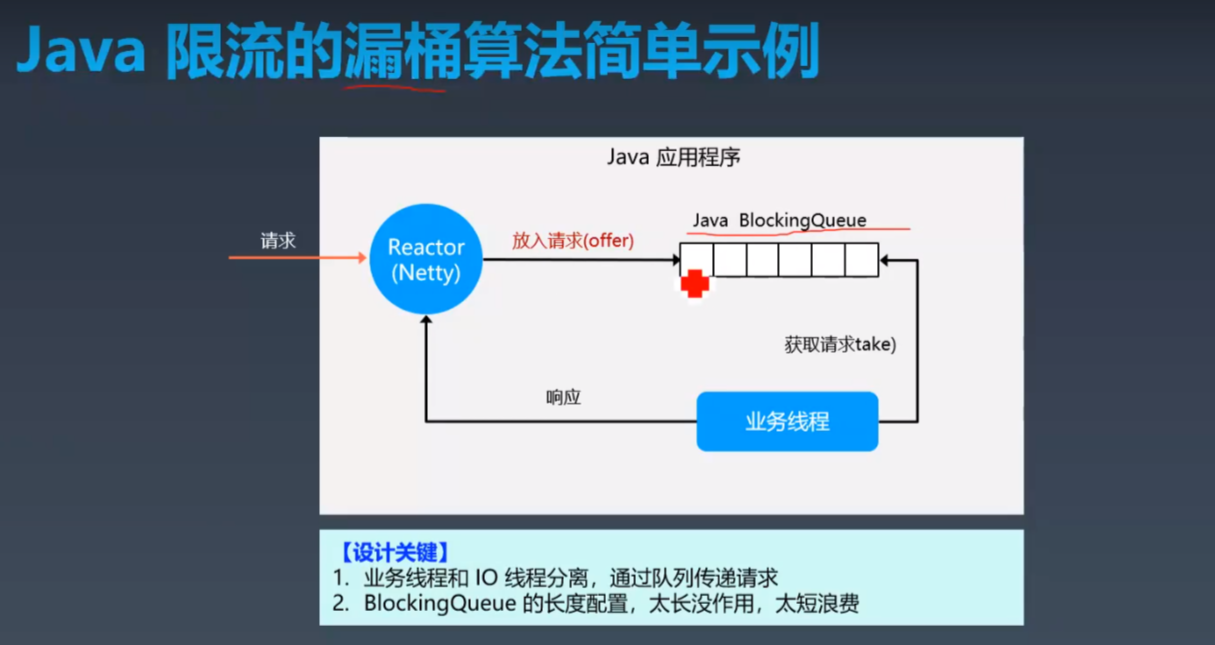 Java 限流的漏桶算法简单示例
Java 应用程序
请求
Reactor
(Netty)
放入请求(offer)
Java BlockingQueue
获取请求take)
响应
业务线程
【设计关键】
1. 业务线程和 IO 线程分离，通过队列传递请求
2. BlockingQueue 的长度配置，太长没作用，太短浪费